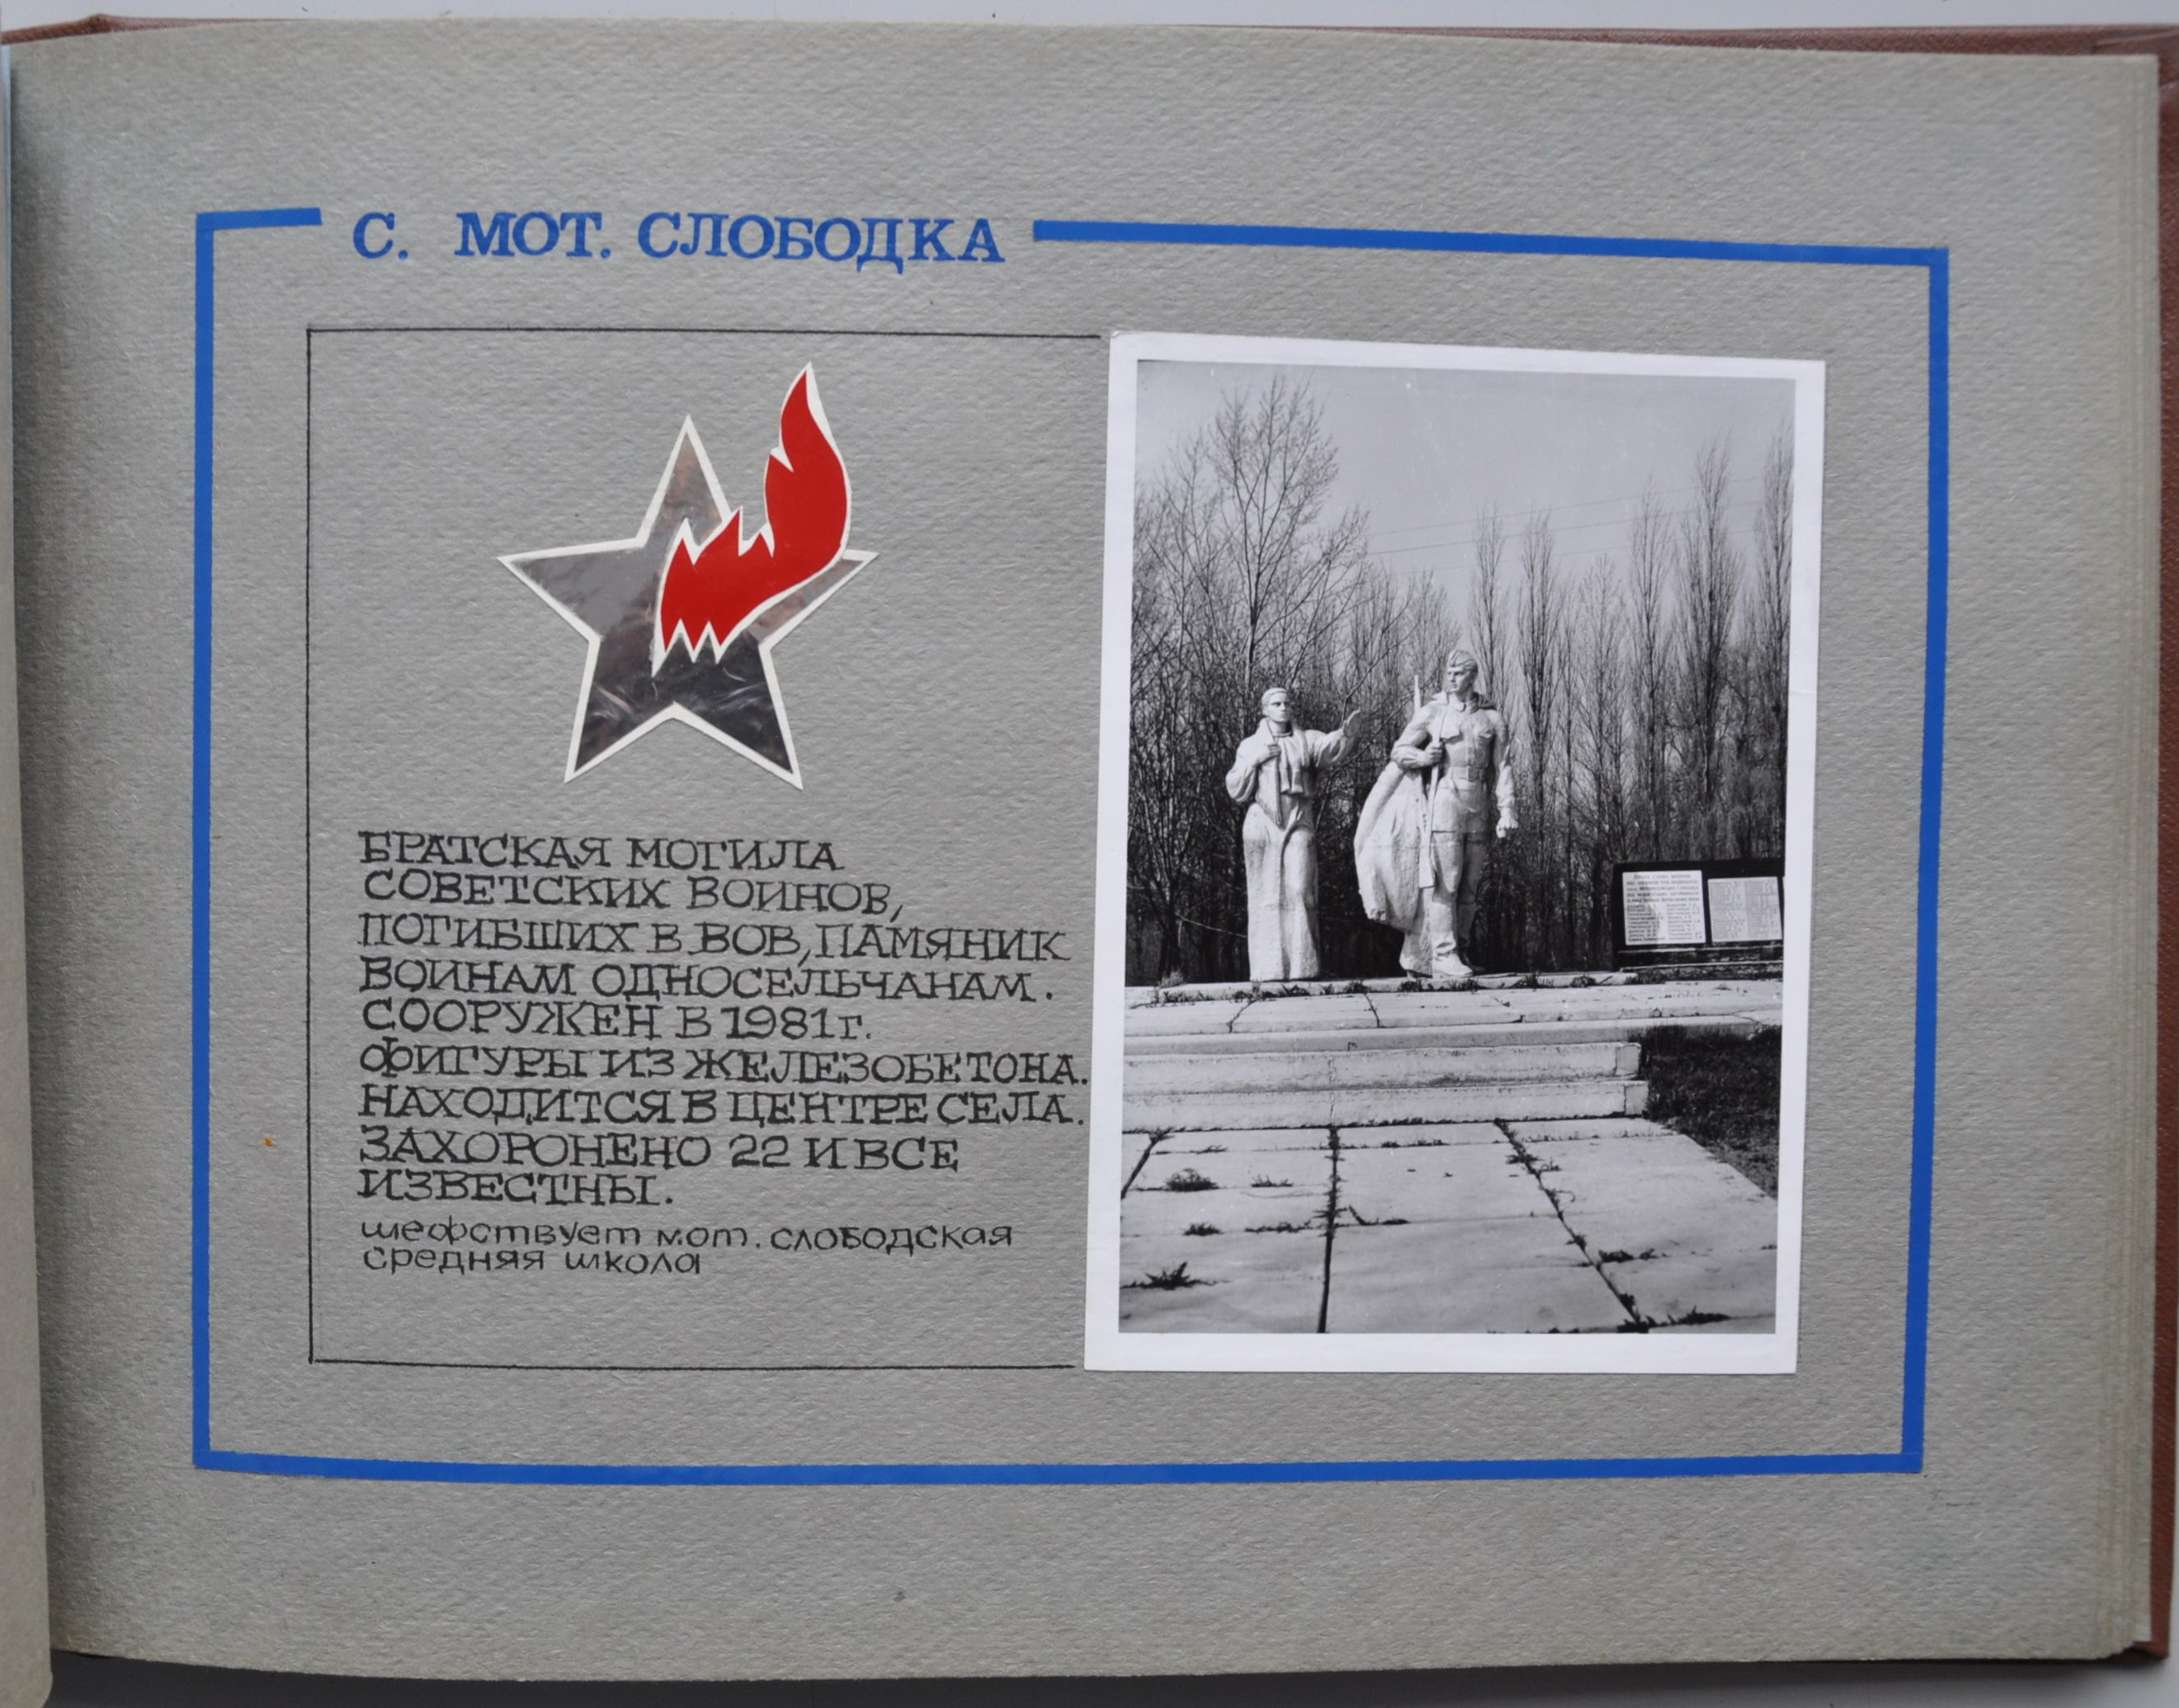 С. МОТ. СЛОБОДКА
БРАТСКАЯ МОГИЛА
СОВЕТСКИХ ВОИНОВ,
ПОГИБШИХ В ВОВ, ПАМЯНИК
ВОИНАМ ОДНОСЕЛЬЧАНАМ.
СООРУЖЕН В 1981г.
ФИГУРЫ ИЗ ЖЕЛЕЗОБЕТОНА.
НАХОДИТСЯ В ЦЕНТРЕ СЕЛА.
ЗАХОРОНЕНО 22 И ВСЕ
ИЗВЕСТНЫ.
шефствует мот. слободская
средняя школа